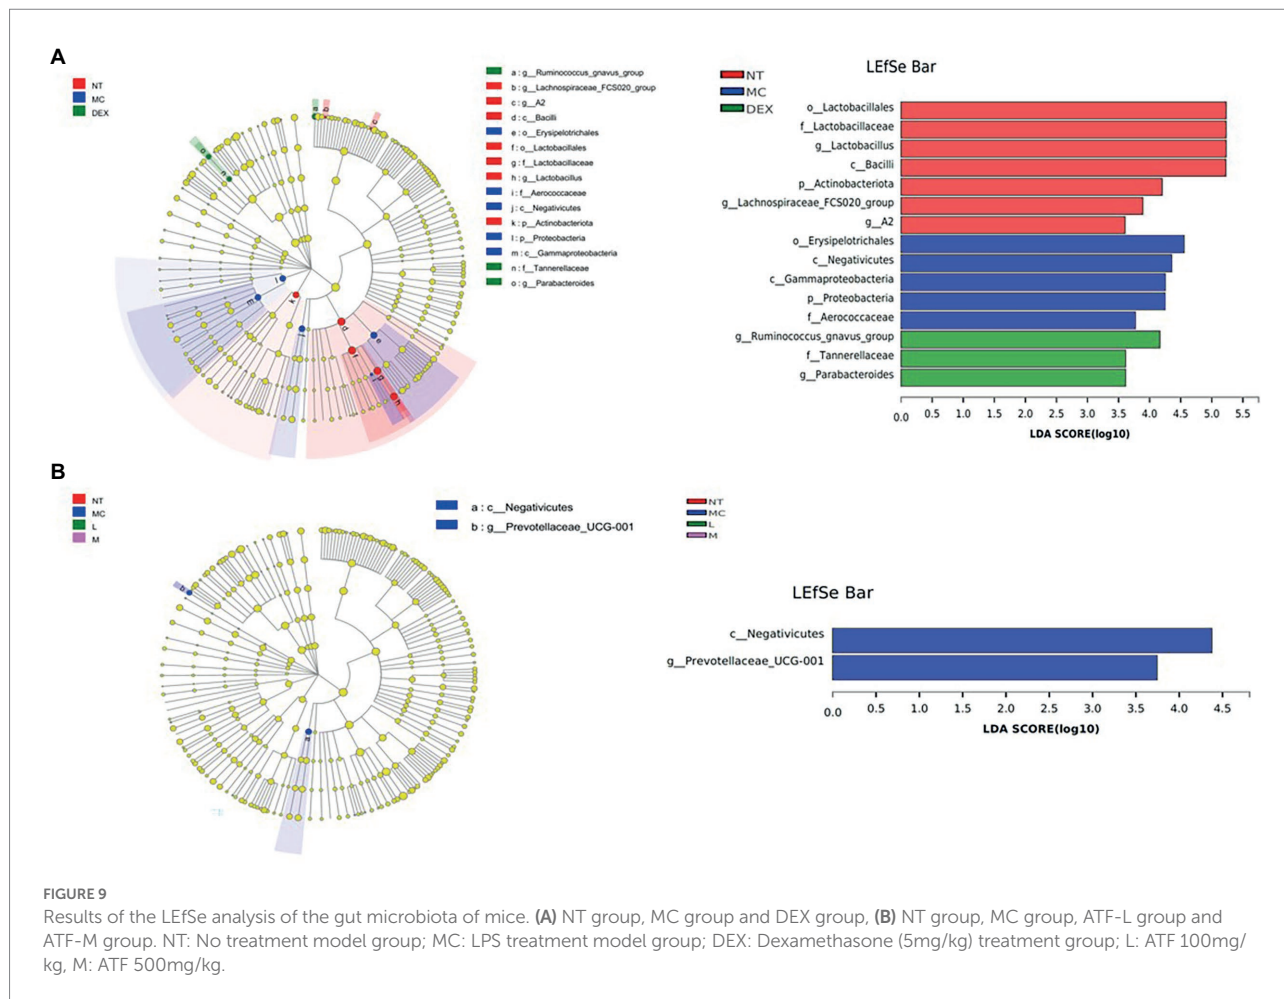 A
NT
MC
DEX
a : g__Ruminococcus_gnavus_group
b : g__Lachnospiraceae_FCS020_group
c : g__A2
d : c__Bacilli
e : o__Erysipelotrichales
f : o__Lactobacillales
g : f__Lactobacillaceae
h : g__Lactobacillus
i : f__Aerococcaceae
j : c__Negativicutes
k : p__Actinobacteriota
l : p__Proteobacteria
m : c__Gammaproteobacteria
n : f__Tannerellaceae
o : g__Parabacteroides
a
b
c
o
n
l
m
k
j
d
e
f
g
h
NT
MC
DEX
LEfSe Bar
o__Lactobacillales
f__Lactobacillaceae
g__Lactobacillus
c__Bacilli
p__Actinobacteriota
g__Lachnospiraceae_FCS020_group
g__A2
o__Erysipelotrichales
c__Negativicutes
c__Gammaproteobacteria
p__Proteobacteria
f__Aerococcaceae
g__Ruminococcus_gnavus_group
f__Tannerellaceae
g__Parabacteroides
0.0 0.5 1.0 1.5 2.0 2.5 3.0 3.5 4.0 4.5 5.0 5.5
LDA SCORE(log10)
B
NT
MC
L
M
a : c__Negativicutes
b : g__Prevotellaceae_UCG-001
b
a
NT
MC
L
M
LEfSe Bar
c__Negativicutes
g__Prevotellaceae_UCG-001
0.0 0.5 1.0 1.5 2.0 2.5 3.0 3.5 4.0 4.5
LDA SCORE(log10)
FIGURE 9
Results of the LEfSe analysis of the gut microbiota of mice. (A) NT group, MC group and DEX group, (B) NT group, MC group, ATF-L group and
ATF-M group. NT: No treatment model group; MC: LPS treatment model group; DEX: Dexamethasone (5mg/kg) treatment group; L: ATF 100mg/
kg, M: ATF 500mg/kg.